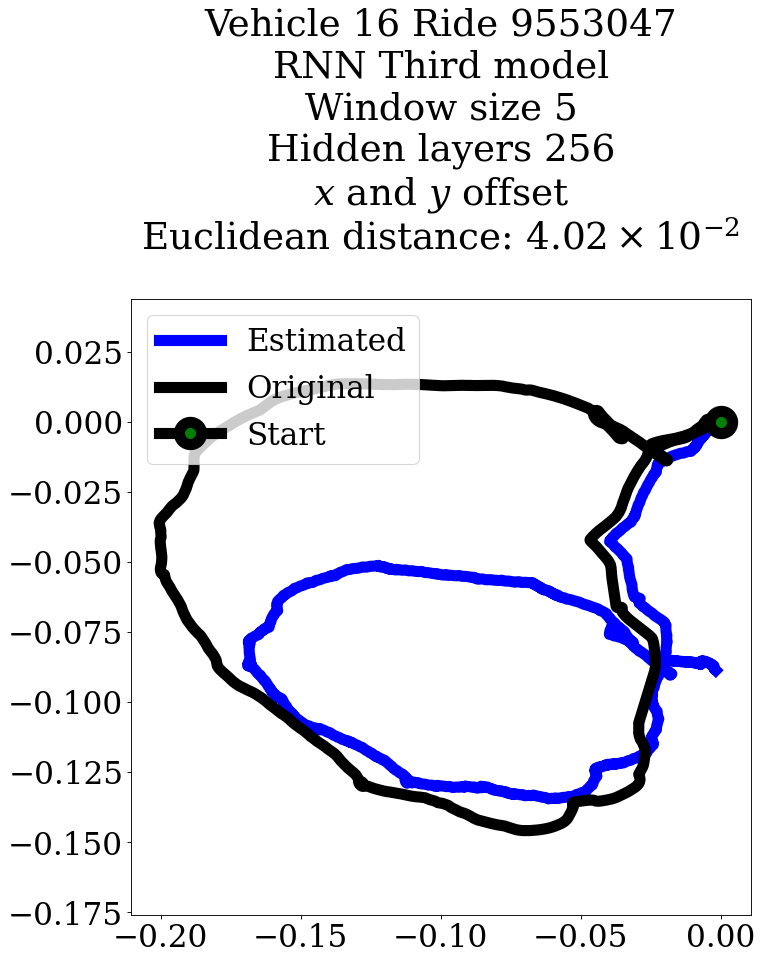 Vehicle 16 Ride 9553047
RNN Third model
Window size 5
Hidden layers 256
x and y offset
Euclidean distance: 4.02 × 10⁻²
Estimated
Original
Start
0.025
0.000
−0.025
−0.050
−0.075
−0.100
−0.125
−0.150
−0.175
−0.20 −0.15 −0.10 −0.05 0.00